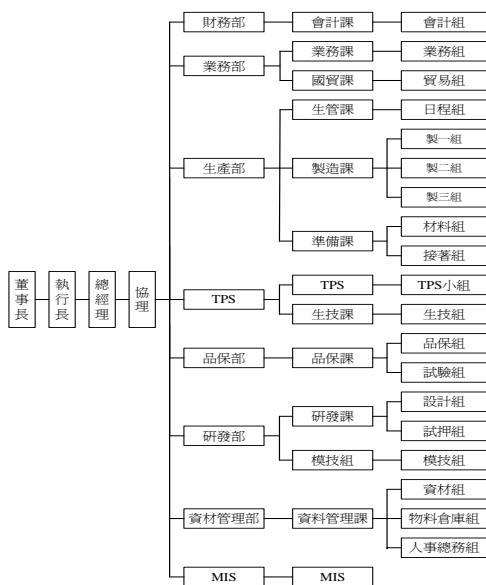 財務部 會計課 會計組
業務課 業務組
業務部
國貿課 貿易組
生管課 日程組
製一組
生產部 製造課 製二組
製三組
材料組
準備課
接著組
董事長 執行長 總經理 協理
TPS TPS小組
TPS
生技課 生技組
品保組
品保部 品保課
試驗組
設計組
研發課
試押組
研發部
模技組 模技組
資材組
資材管理部 資料管理課 物料倉庫組
人事總務組
MIS MIS